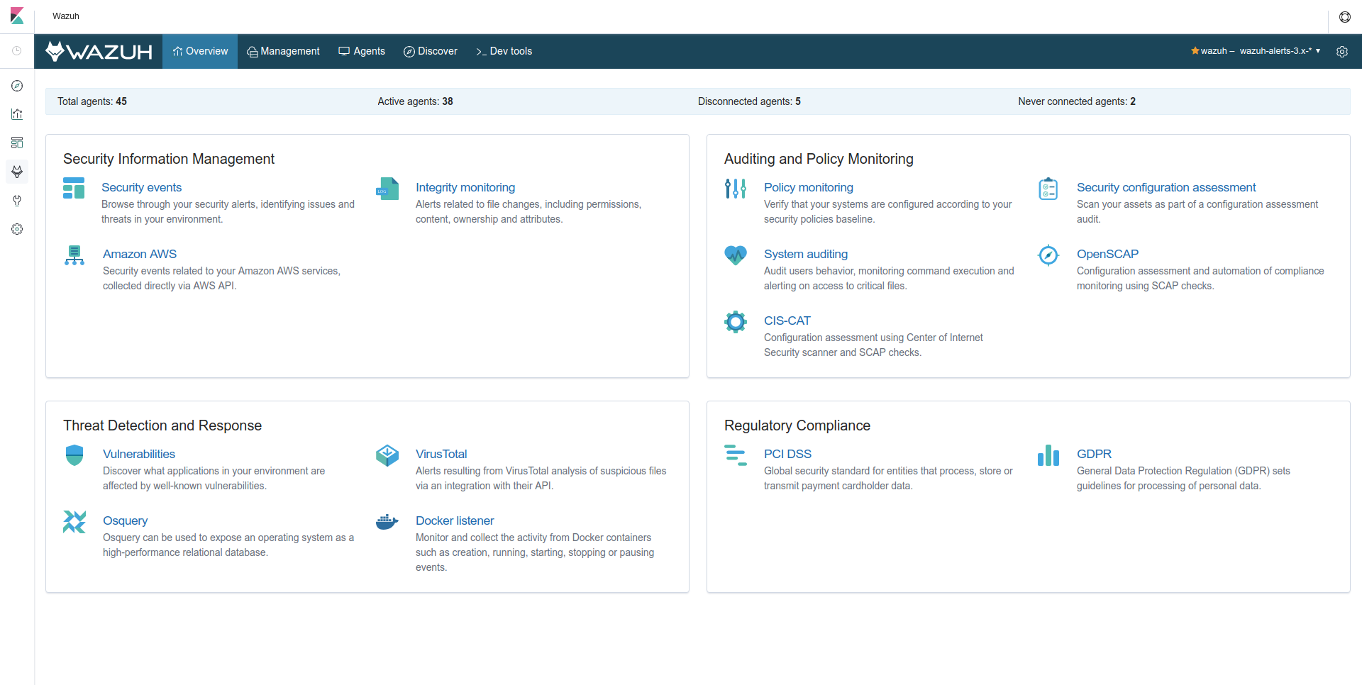 Wazuh
WAZUH Overview Management Agents Discover >_ Dev tools wazuh – wazuh-alerts-3.x-*
Total agents: 45 Active agents: 38 Disconnected agents: 5 Never connected agents: 2
Security Information Management
Security events
Browse through your security alerts, identifying issues and
threats in your environment.
Integrity monitoring
Alerts related to file changes, including permissions,
content, ownership and attributes.
Amazon AWS
Security events related to your Amazon AWS services,
collected directly via AWS API.
Auditing and Policy Monitoring
Policy monitoring
Verify that your systems are configured according to your
security policies baseline.
Security configuration assessment
Scan your assets as part of a configuration assessment
audit.
System auditing
Audit users behavior, monitoring command execution and
alerting on access to critical files.
OpenSCAP
Configuration assessment and automation of compliance
monitoring using SCAP checks.
CIS-CAT
Configuration assessment using Center of Internet
Security scanner and SCAP checks.
Threat Detection and Response
Vulnerabilities
Discover what applications in your environment are
affected by well-known vulnerabilities.
VirusTotal
Alerts resulting from VirusTotal analysis of suspicious files
via an integration with their API.
Osquery
Osquery can be used to expose an operating system as a
high-performance relational database.
Docker listener
Monitor and collect the activity from Docker containers
such as creation, running, starting, stopping or pausing
events.
Regulatory Compliance
PCI DSS
Global security standard for entities that process, store or
transmit payment cardholder data.
GDPR
General Data Protection Regulation (GDPR) sets
guidelines for processing of personal data.